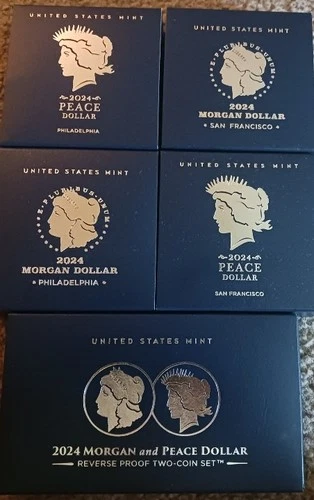 UNITED STATES MINT
2024
PEACE
DOLLAR
PHILADELPHIA
UNITED STATES MINT
E·PLURIBUS·UNUM
2024
MORGAN DOLLAR
SAN FRANCISCO
UNITED STATES MINT
E·PLURIBUS·UNUM
2024
MORGAN DOLLAR
PHILADELPHIA
UNITED STATES MINT
2024
PEACE
DOLLAR
SAN FRANCISCO
UNITED STATES MINT
2024 MORGAN and PEACE DOLLAR
REVERSE PROOF TWO-COIN SET™